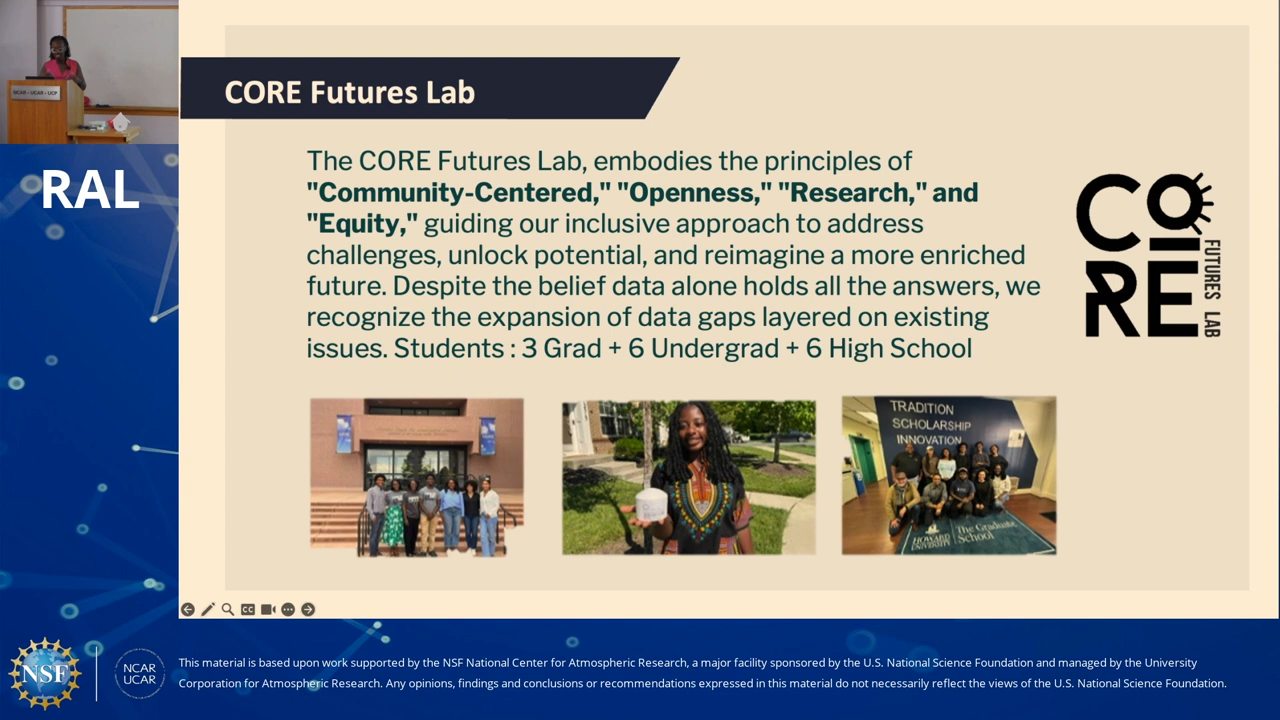 NCAR • UCAR • UCP
RAL
CORE Futures Lab
The CORE Futures Lab, embodies the principles of
"Community-Centered," "Openness," "Research," and
"Equity," guiding our inclusive approach to address
challenges, unlock potential, and reimagine a more enriched
future. Despite the belief data alone holds all the answers, we
recognize the expansion of data gaps layered on existing
issues. Students : 3 Grad + 6 Undergrad + 6 High School
CORE
FUTURES LAB
TRADITION
SCHOLARSHIP
INNOVATION
HOWARD
UNIVERSITY
The Graduate
School
CC
NSF
NCAR
UCAR
This material is based upon work supported by the NSF National Center for Atmospheric Research, a major facility sponsored by the U.S. National Science Foundation and managed by the University
Corporation for Atmospheric Research. Any opinions, findings and conclusions or recommendations expressed in this material do not necessarily reflect the views of the U.S. National Science Foundation.